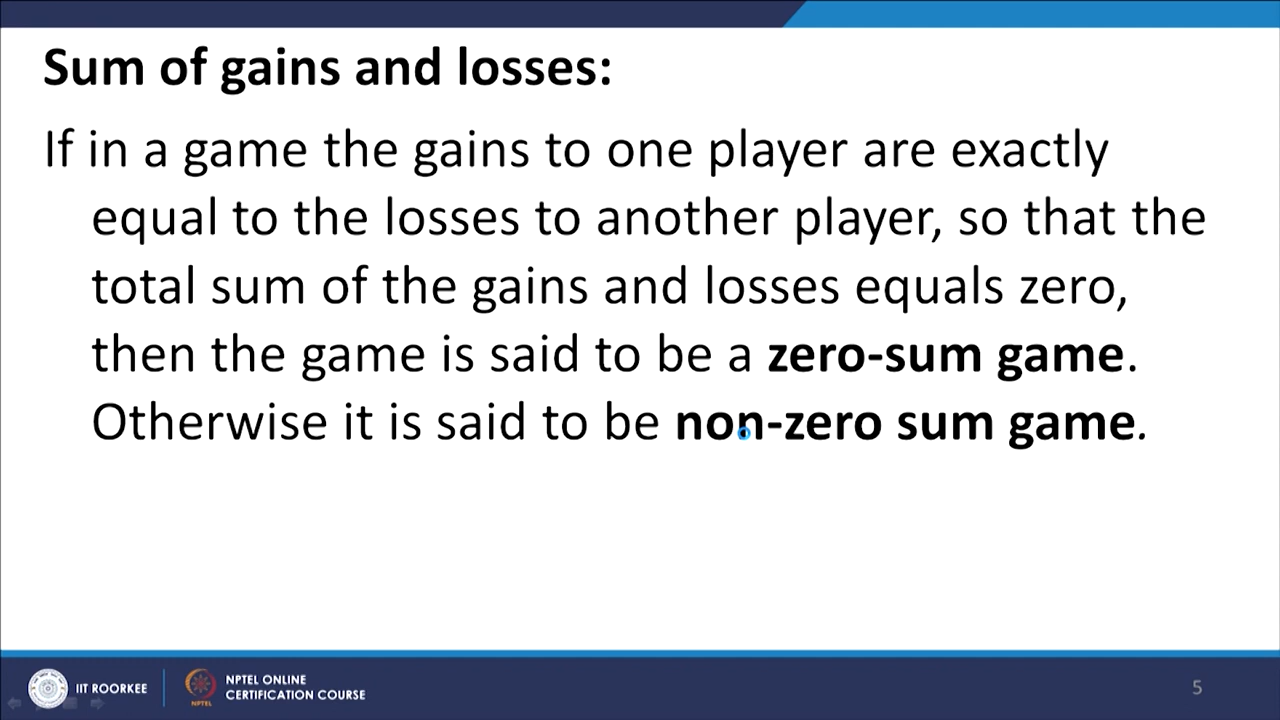 Sum of gains and losses:
If in a game the gains to one player are exactly
equal to the losses to another player, so that the
total sum of the gains and losses equals zero,
then the game is said to be a zero-sum game.
Otherwise it is said to be non-zero sum game.
IIT ROORKEE
NPTEL
NPTEL ONLINE
CERTIFICATION COURSE
5